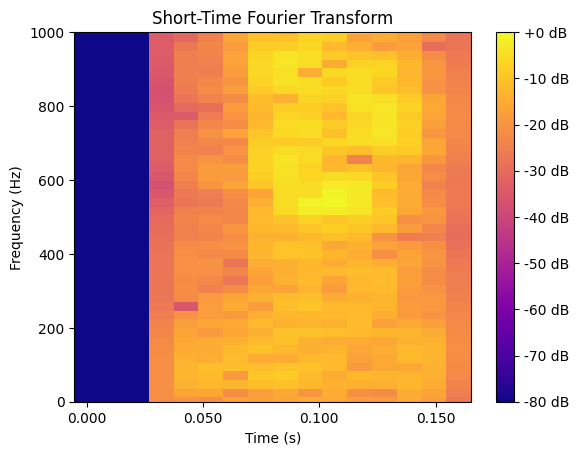 Short-Time Fourier Transform
1000
800
600
400
200
0
Frequency (Hz)
0.000
0.050
0.100
0.150
Time (s)
+0 dB
-10 dB
-20 dB
-30 dB
-40 dB
-50 dB
-60 dB
-70 dB
-80 dB